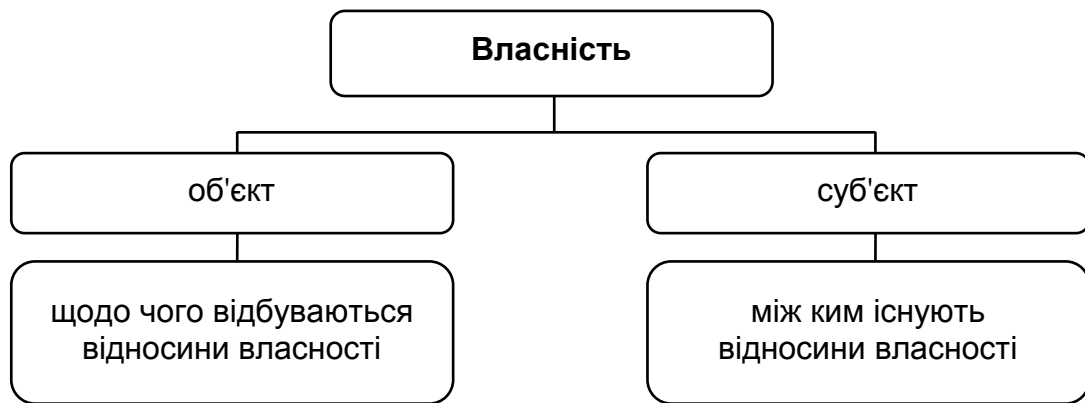 Власність
об'єкт
суб'єкт
щодо чого відбуваються
відносини власності
між ким існують
відносини власності